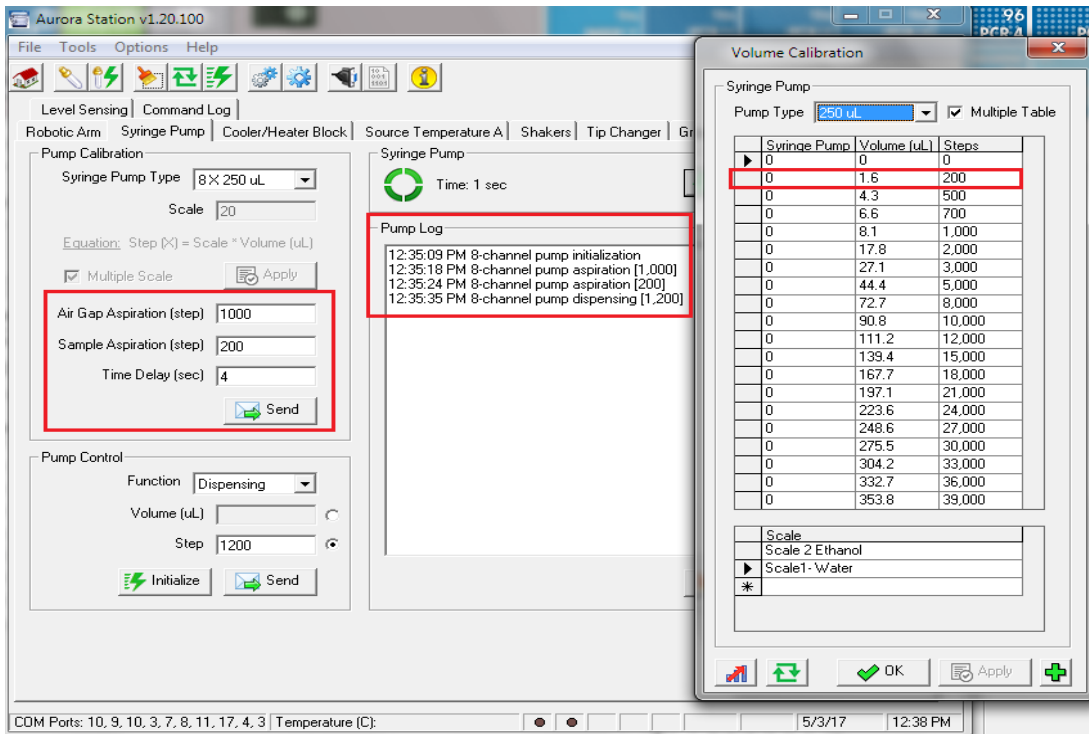 Aurora Station v1.20.100
96
PCR
File Tools Options Help
Level Sensing Command Log
Robotic Arm Syringe Pump Cooler/Heater Block Source Temperature A Shakers Tip Changer
Pump Calibration
Syringe Pump Type 8 X 250 uL
Scale 20
Equation: Step (X) = Scale * Volume (uL)
Multiple Scale Apply
Air Gap Aspiration (step) 1000
Sample Aspiration (step) 200
Time Delay (sec) 4
Send
Pump Control
Function Dispensing
Volume (uL)
Step 1200
Initialize Send
Syringe Pump
Time: 1 sec
Pump Log
12:35:09 PM 8-channel pump initialization
12:35:18 PM 8-channel pump aspiration [1,000]
12:35:24 PM 8-channel pump aspiration [200]
12:35:35 PM 8-channel pump dispensing [1,200]
Volume Calibration
Syringe Pump
Pump Type 250 uL Multiple Table
Syringe Pump Volume (uL) Steps
0 0 0
0 1.6 200
0 4.3 500
0 6.6 700
0 8.1 1,000
0 17.8 2,000
0 27.1 3,000
0 44.4 5,000
0 72.7 8,000
0 90.8 10,000
0 111.2 12,000
0 139.4 15,000
0 167.7 18,000
0 197.1 21,000
0 223.6 24,000
0 248.6 27,000
0 275.5 30,000
0 304.2 33,000
0 332.7 36,000
0 353.8 39,000
Scale
Scale 2 Ethanol
Scale1- Water
OK Apply
COM Ports: 10, 9, 10, 3, 7, 8, 11, 17, 4, 3 Temperature (C): 5/3/17 12:38 PM